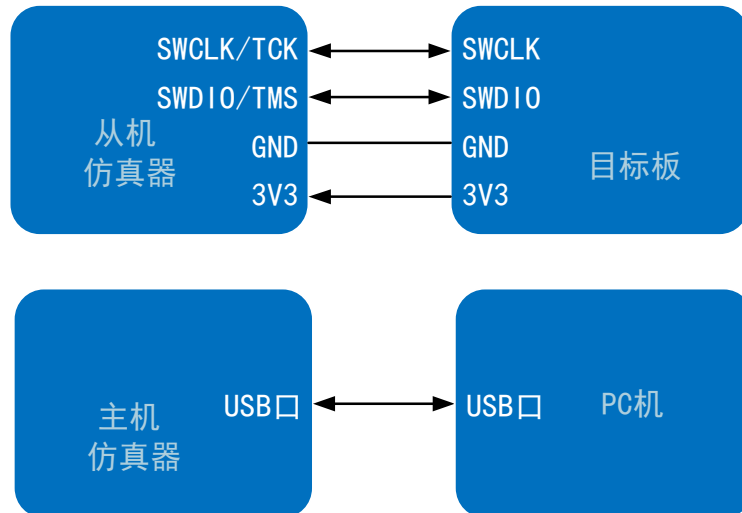 SWCLK/TCK
SWCLK
SWDIO/TMS
SWDIO
从机
仿真器
GND
GND
目标板
3V3
3V3
主机
仿真器
USB口
USB口
PC机